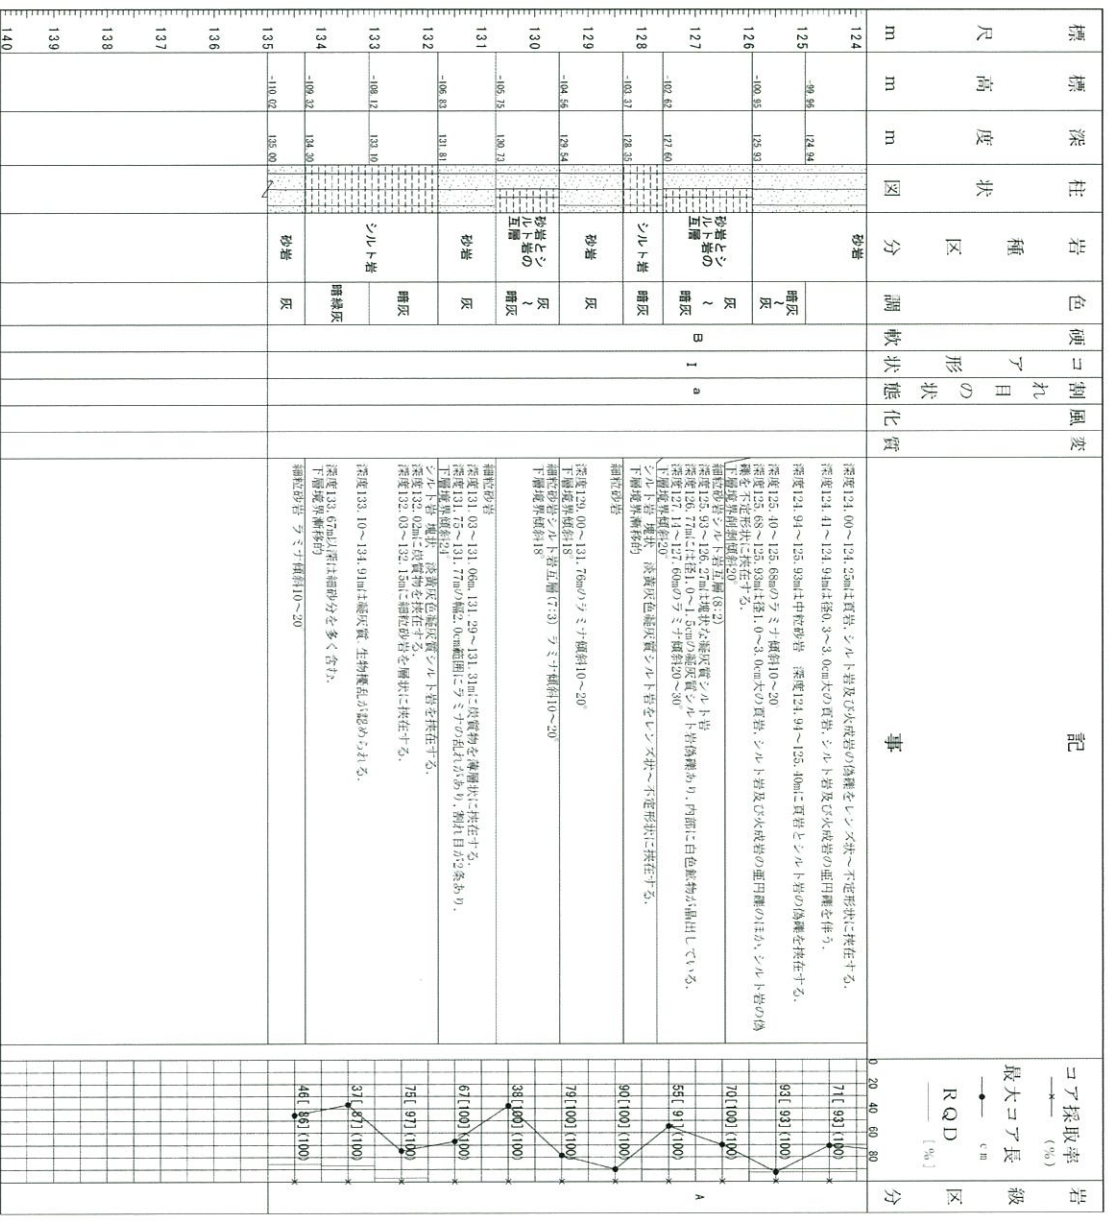 標尺 m
標高 m
深度 m
柱状図
岩種区分
色調
硬軟
コア形状
割れ目の状態
風化
変質
記事
コア採取率 (%)
最大コア長 cm
RQD [%]
岩級区分
0 20 40 60 80
124
125
126
127
128
129
130
131
132
133
134
135
136
137
138
139
140
-99.96 124.94
-100.95 125.93
-102.62 127.60
-103.37 128.35
-104.56 129.54
-105.75 130.73
-106.83 131.81
-108.12 133.10
-109.32 134.30
-110.02 135.00
砂岩
砂岩とシルト岩の互層
シルト岩
砂岩
砂岩とシルト岩の互層
砂岩
シルト岩
砂岩
暗灰~灰
灰~暗灰
暗灰
灰
灰~暗灰
灰
暗灰
暗緑灰
灰
B
I
a
深度124.00~124.25mは頁岩、シルト岩及び火成岩の偽礫をレンズ状~不定形状に挟在する。
深度124.41~124.94mは径0.3~3.0cm大の頁岩、シルト岩及び火成岩の亜円礫を伴う。
深度124.94~125.93mは中粒砂岩 深度124.94~125.40mに頁岩とシルト岩の偽礫を挟在する。
深度125.40~125.68mのラミナ傾斜10~20°
深度125.68~125.93mは径1.0~3.0cm大の頁岩、シルト岩及び火成岩の亜円礫のほか、シルト岩の偽
礫を不定形状に挟在する。
下層境界削剥傾斜20°
細粒砂岩シルト岩互層(8:2)
深度125.93~126.27mは塊状な凝灰質シルト岩
深度126.77mには径1.0~1.5cmの凝灰質シルト岩偽礫あり、内部に白色鉱物が晶出している。
深度127.14~127.60mのラミナ傾斜20~30°
下層境界傾斜20°
シルト岩 塊状 淡黄灰色凝灰質シルト岩をレンズ状~不定形状に挟在する。
下層境界漸移的
細粒砂岩
深度129.00~131.76mのラミナ傾斜10~20°
下層境界傾斜18°
細粒砂岩シルト岩互層(7:3) ラミナ傾斜10~20°
下層境界傾斜18°
細粒砂岩
深度131.03~131.06m、131.29~131.31mに炭質物を薄層状に挟在する。
深度131.75~131.77mの幅2.0cm範囲にラミナの乱れがあり、割れ目が2条あり。
下層境界傾斜24°
シルト岩 塊状 淡黄灰色凝灰質シルト岩を挟在する。
深度132.02mに炭質物を挟在する。
深度132.03~132.15mに細粒砂岩を層状に挟在する。
深度133.10~134.91mは凝灰質、生物擾乱が認められる。
深度133.67m以深は細砂分を多く含む。
下層境界漸移的
細粒砂岩 ラミナ傾斜10~20
71[ 93](100)
93[ 93](100)
70[100](100)
55[ 91](100)
90[100](100)
79[100](100)
38[100](100)
67[100](100)
75[ 97](100)
37[ 87](100)
46[ 86](100)
A